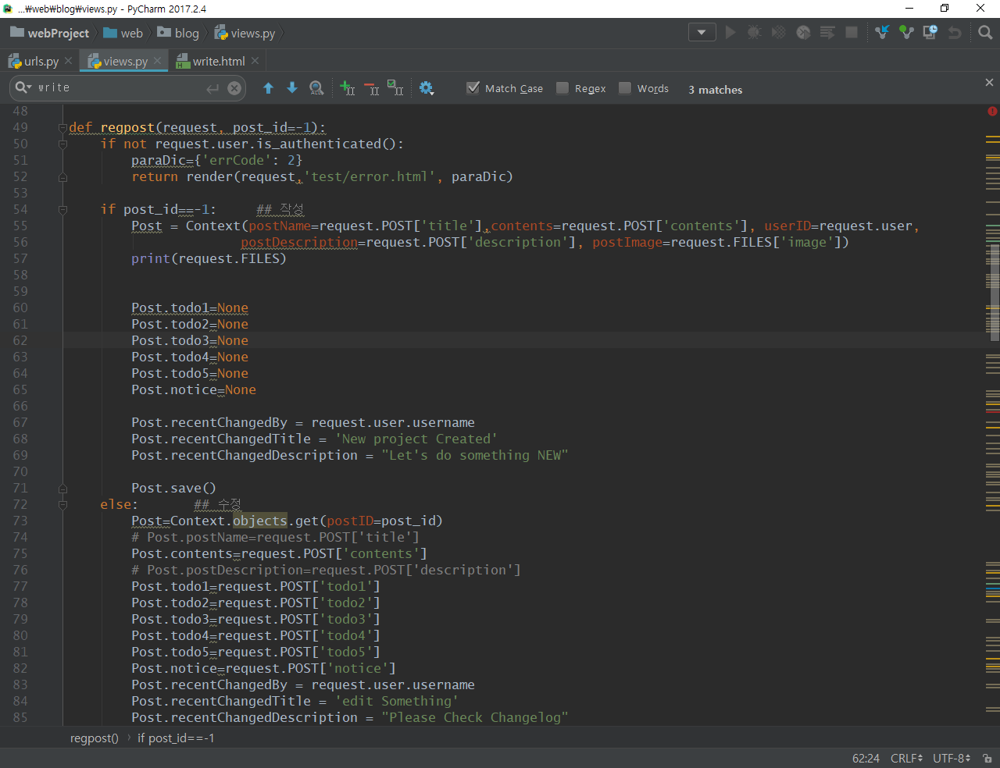 ...₩web₩blog₩views.py - PyCharm 2017.2.4
webProject web blog views.py
urls.py views.py write.html
write Match Case Regex Words 3 matches
48
49 def regpost(request, post_id=-1):
50 if not request.user.is_authenticated():
51 paraDic={'errCode': 2}
52 return render(request,'test/error.html', paraDic)
53
54 if post_id==-1: ## 작성
55 Post = Context(postName=request.POST['title'],contents=request.POST['contents'], userID=request.user,
56 postDescription=request.POST['description'], postImage=request.FILES['image'])
57 print(request.FILES)
58
59
60 Post.todo1=None
61 Post.todo2=None
62 Post.todo3=None
63 Post.todo4=None
64 Post.todo5=None
65 Post.notice=None
66
67 Post.recentChangedBy = request.user.username
68 Post.recentChangedTitle = 'New project Created'
69 Post.recentChangedDescription = "Let's do something NEW"
70
71 Post.save()
72 else: ## 수정
73 Post=Context.objects.get(postID=post_id)
74 # Post.postName=request.POST['title']
75 Post.contents=request.POST['contents']
76 # Post.postDescription=request.POST['description']
77 Post.todo1=request.POST['todo1']
78 Post.todo2=request.POST['todo2']
79 Post.todo3=request.POST['todo3']
80 Post.todo4=request.POST['todo4']
81 Post.todo5=request.POST['todo5']
82 Post.notice=request.POST['notice']
83 Post.recentChangedBy = request.user.username
84 Post.recentChangedTitle = 'edit Something'
85 Post.recentChangedDescription = "Please Check Changelog"
regpost() if post_id==-1
62:24 CRLF UTF-8